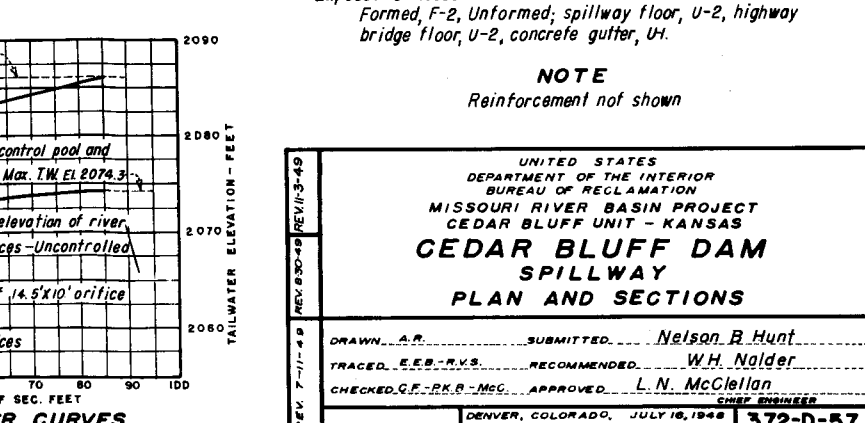 Formed, F-2, Unformed; spillway floor, U-2, highway
bridge floor, U-2, concrete gutter, U-1.
NOTE
Reinforcement not shown
2090
2080
2070
2060
TAILWATER ELEVATION - FEET
control pool and
Max. T.W. El. 2074.3
elevation of river
ces - Uncontrolled
14.5'X10' orifice
ces
70 80 90 100
F SEC. FEET
ER CURVES
REV. 11-3-49
REV. 8-30-49
REV. 7-11-49
UNITED STATES
DEPARTMENT OF THE INTERIOR
BUREAU OF RECLAMATION
MISSOURI RIVER BASIN PROJECT
CEDAR BLUFF UNIT - KANSAS
CEDAR BLUFF DAM
SPILLWAY
PLAN AND SECTIONS
DRAWN A.R. SUBMITTED Nelson B Hunt
TRACED E.E.B.-R.V.S. RECOMMENDED W.H. Nalder
CHECKED C.F.-P.K.B-McC. APPROVED L.N. McClellan
CHIEF ENGINEER
DENVER, COLORADO, JULY 16, 1948 372-D-57